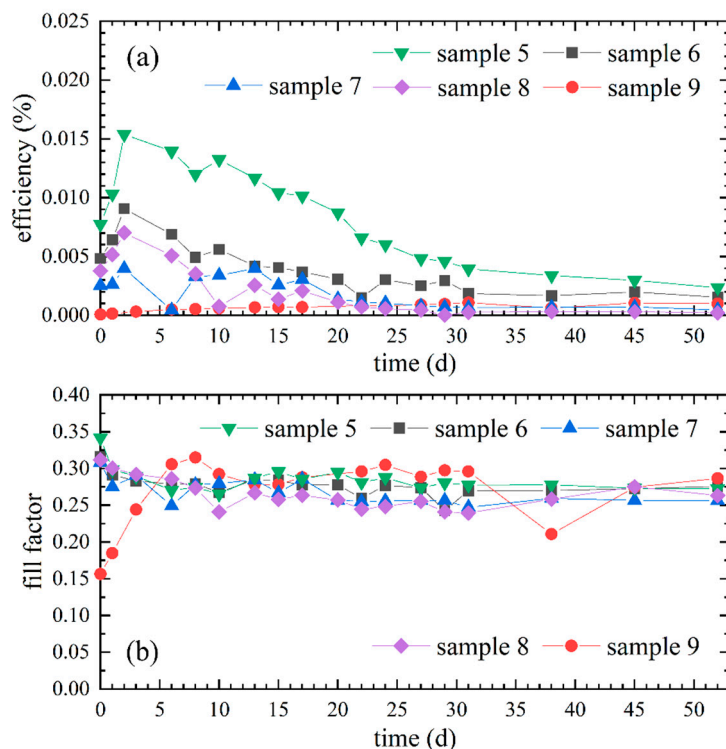 0.025
0.020
0.015
0.010
0.005
0.000
efficiency (%)
(a)
sample 5
sample 6
sample 7
sample 8
sample 9
0 5 10 15 20 25 30 35 40 45 50
time (d)
0.40
0.35
0.30
0.25
0.20
0.15
0.10
0.05
0.00
fill factor
sample 5
sample 6
sample 7
(b)
sample 8
sample 9
0 5 10 15 20 25 30 35 40 45 50
time (d)